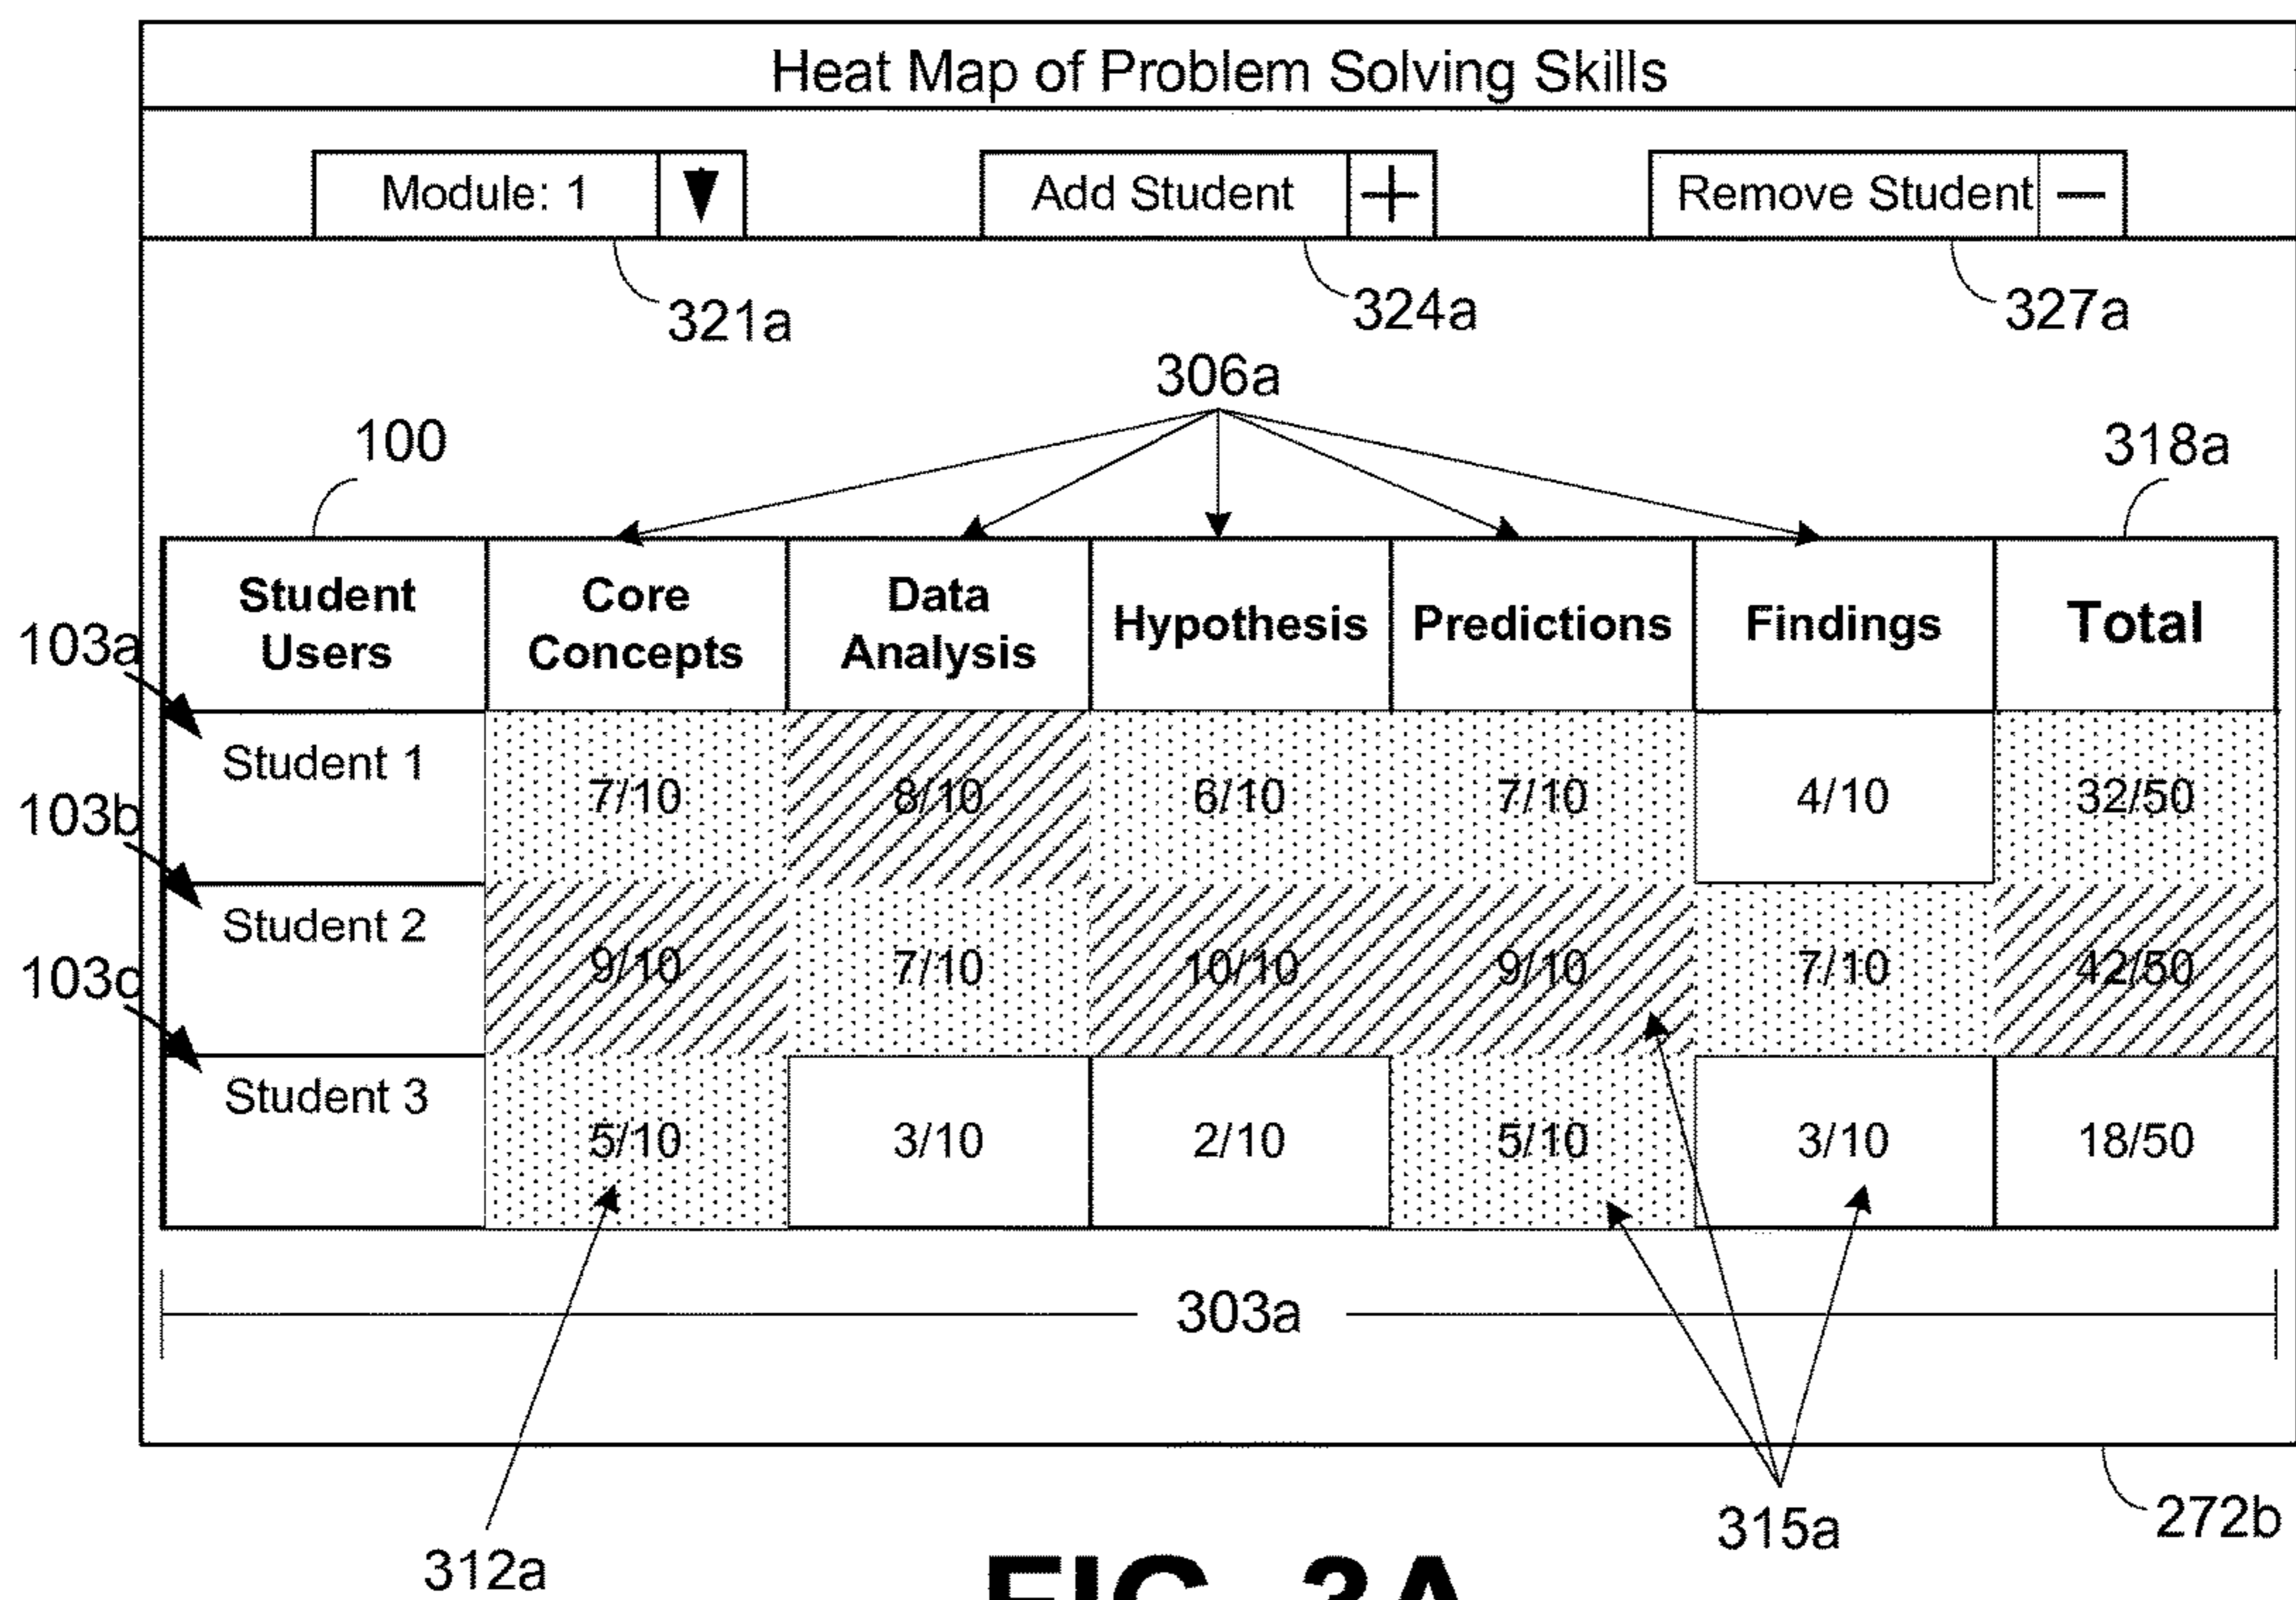 Heat Map of Problem Solving Skills
Module: 1 Add Student Remove Student
321a 324a 327a
306a
100 318a
Student Users Core Concepts Data Analysis Hypothesis Predictions Findings Total
103a
Student 1 7/10 8/10 6/10 7/10 4/10 32/50
103b
Student 2 9/10 7/10 10/10 9/10 7/10 42/50
103c
Student 3 5/10 3/10 2/10 5/10 3/10 18/50
303a
312a 315a 272b
FIG. 3A